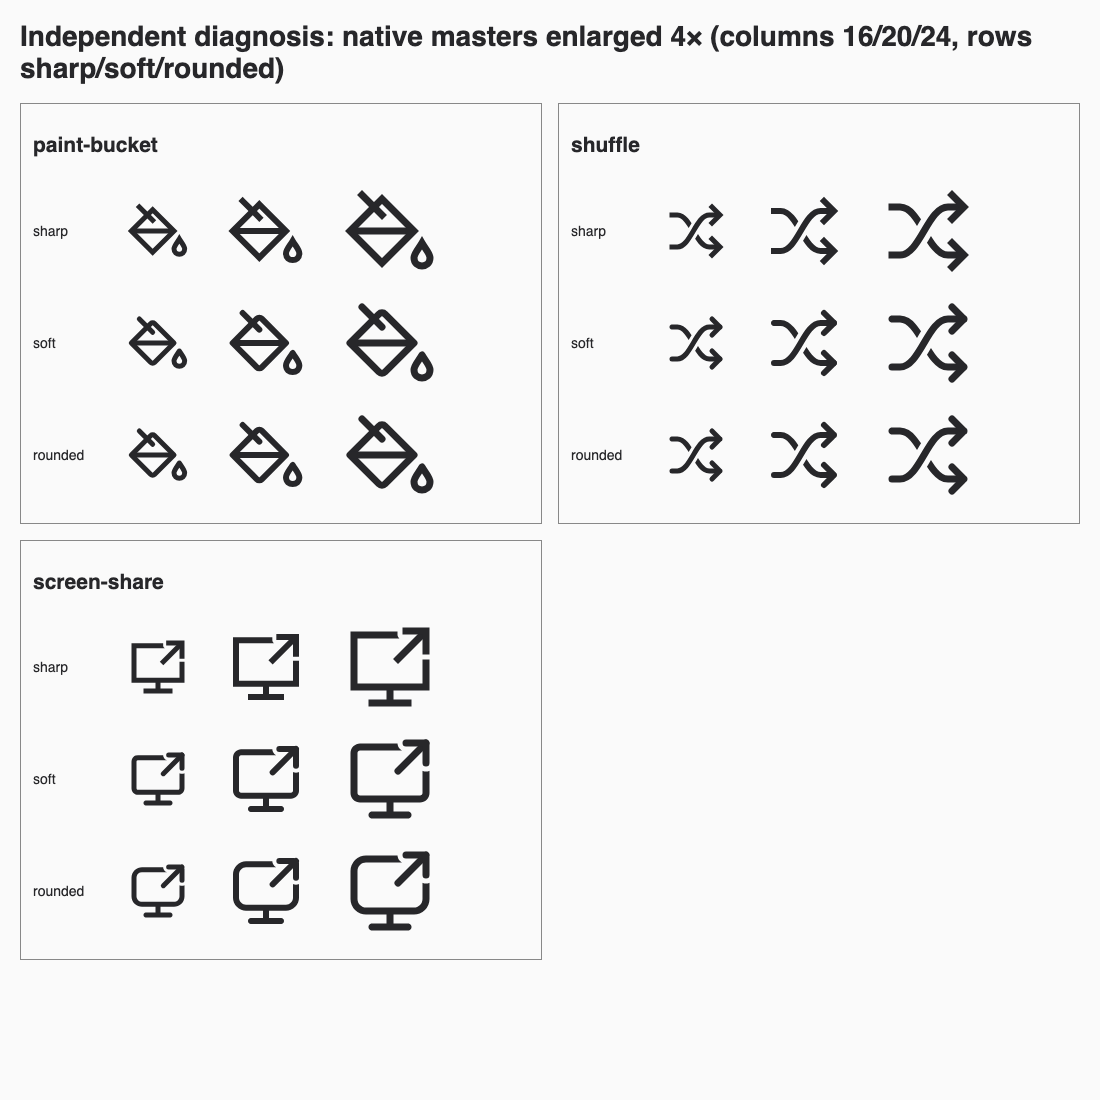 Independent diagnosis: native masters enlarged 4× (columns 16/20/24, rows
sharp/soft/rounded)
paint-bucket
sharp
soft
rounded
shuffle
sharp
soft
rounded
screen-share
sharp
soft
rounded